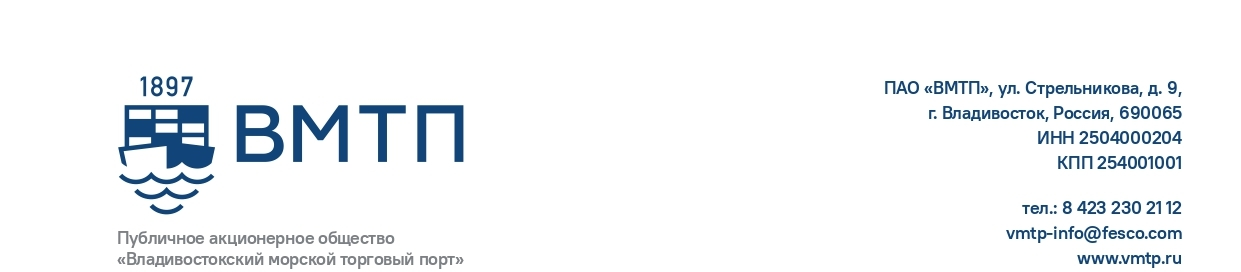 1897
ВМТП
Публичное акционерное общество
«Владивостокский морской торговый порт»
ПАО «ВМТП», ул. Стрельникова, д. 9,
г. Владивосток, Россия, 690065
ИНН 2504000204
КПП 254001001
тел.: 8 423 230 21 12
vmtp-info@fesco.com
www.vmtp.ru